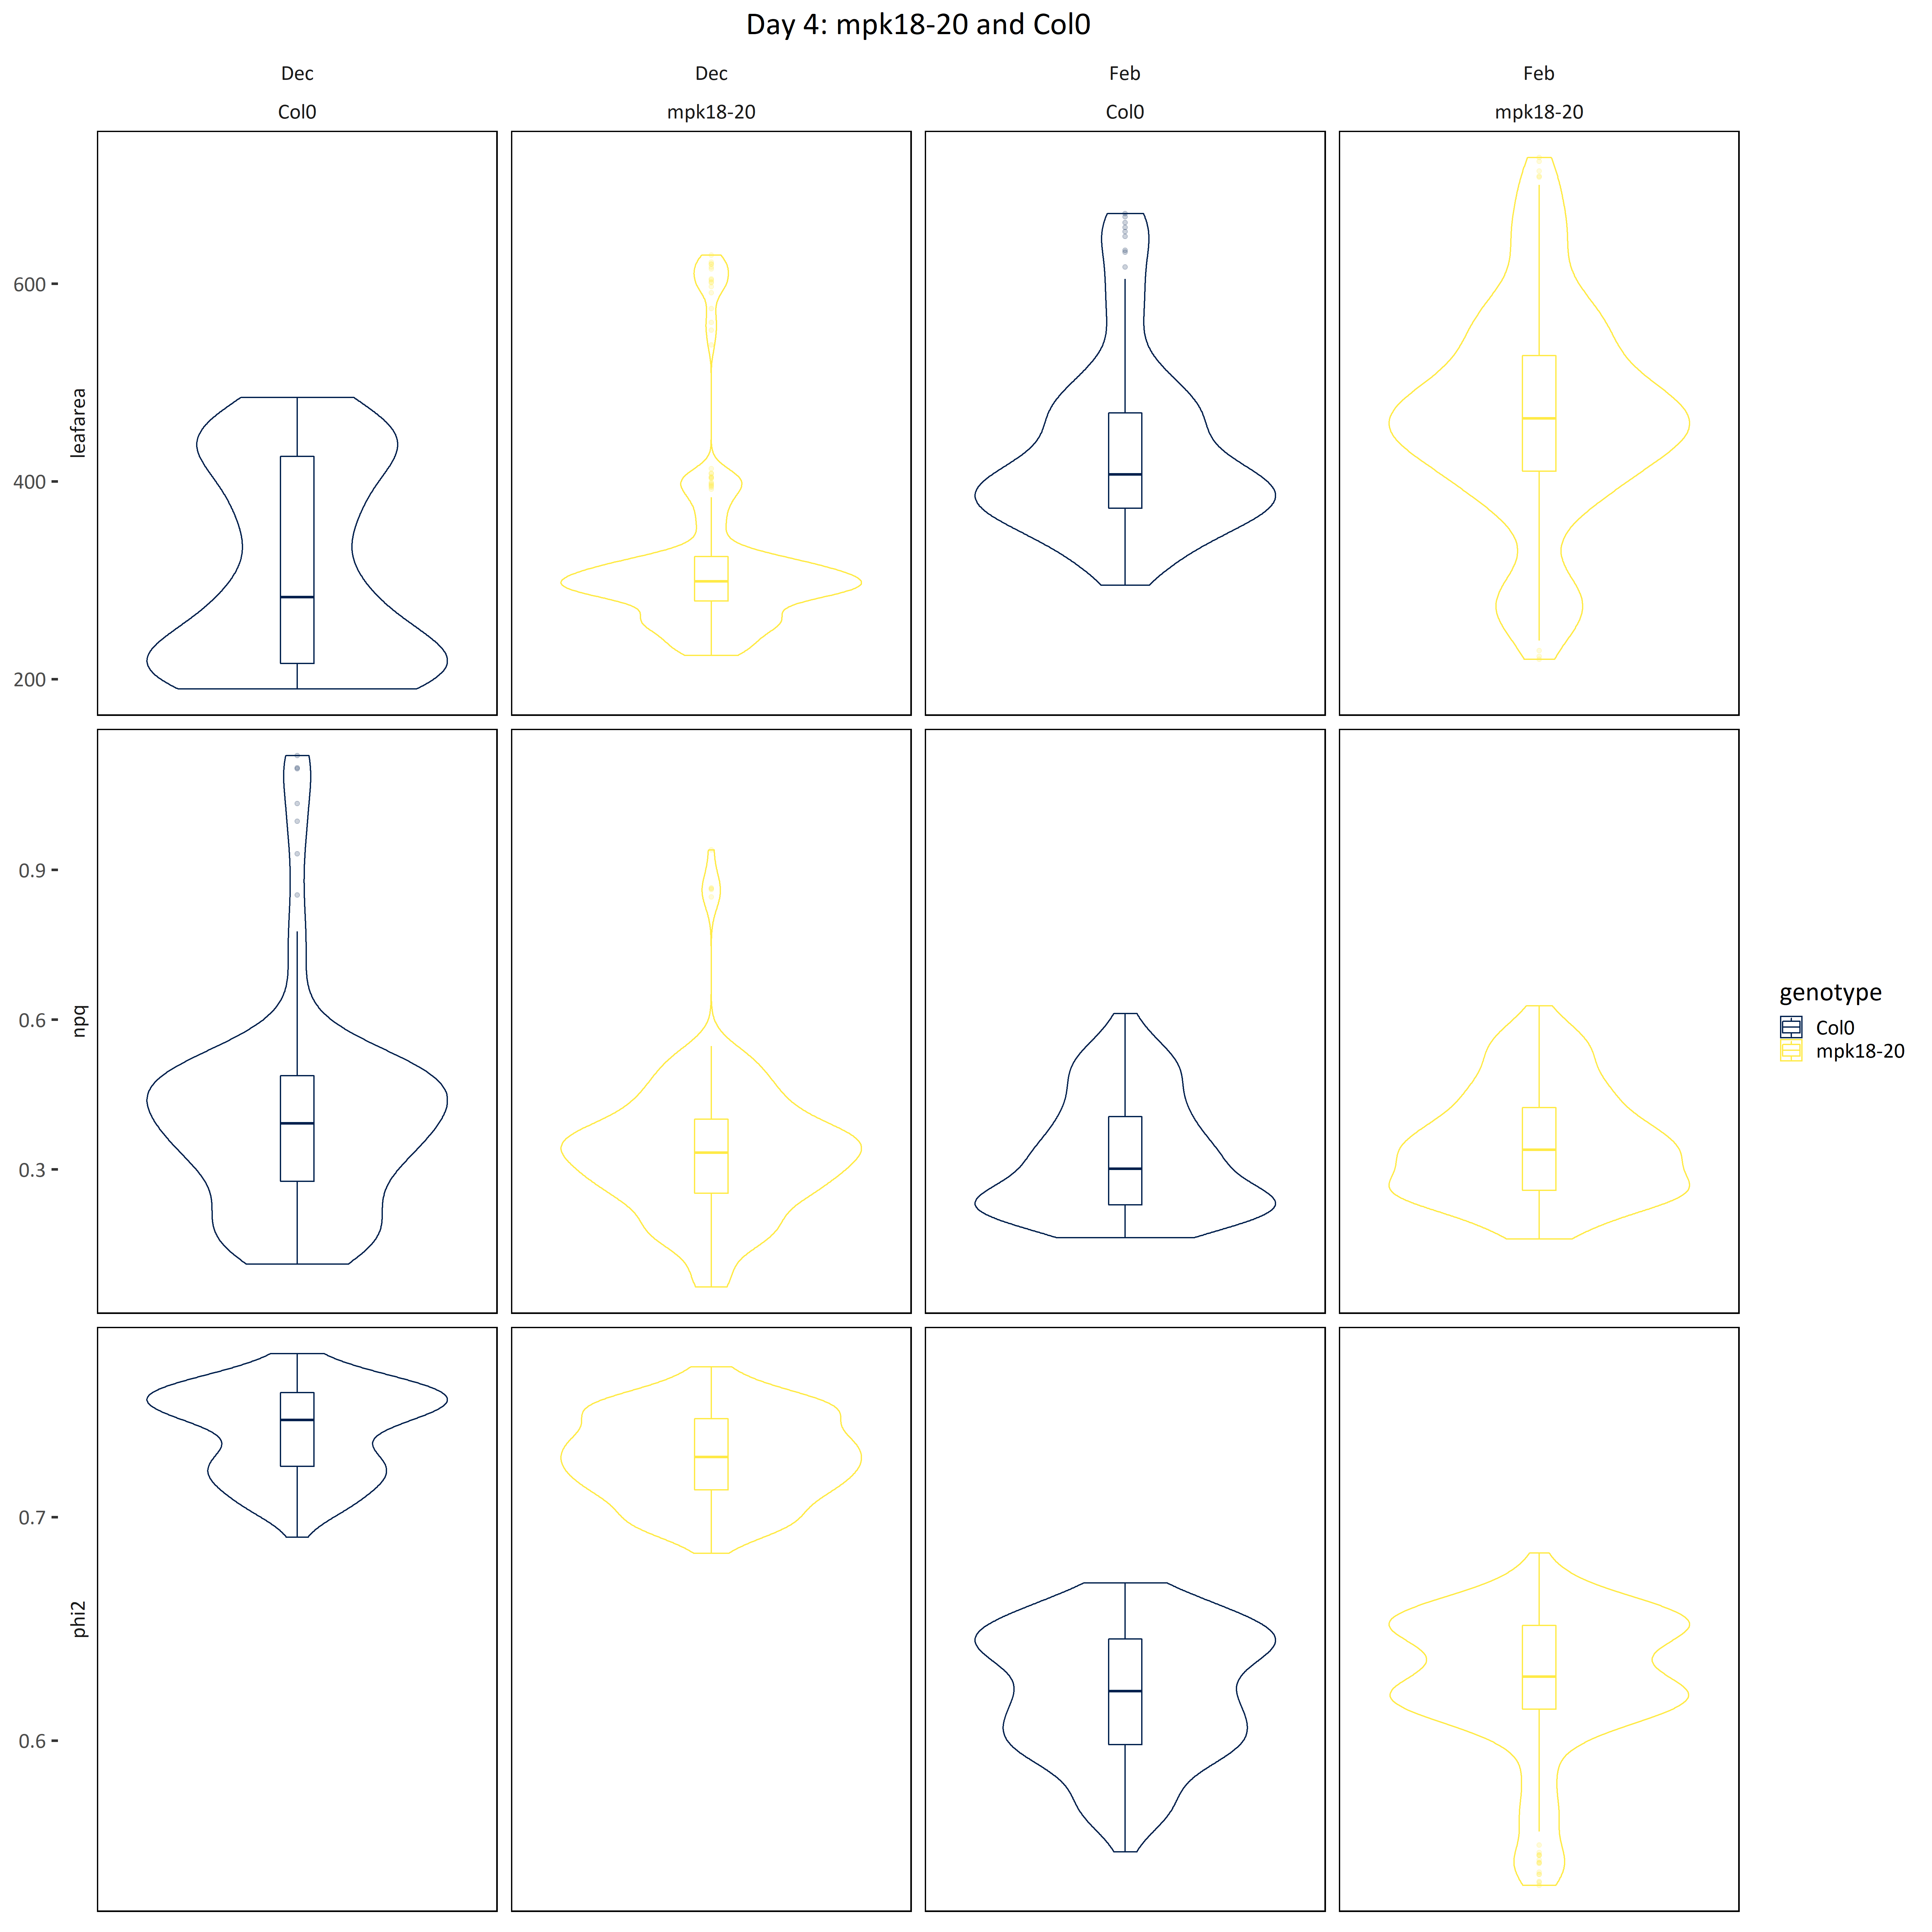 Day 4: mpk18-20 and Col0
Dec Dec Feb Feb
Col0 mpk18-20 Col0 mpk18-20
leafarea
600
400
200
npq
0.9
0.6
0.3
phi2
0.7
0.6
genotype
Col0
mpk18-20